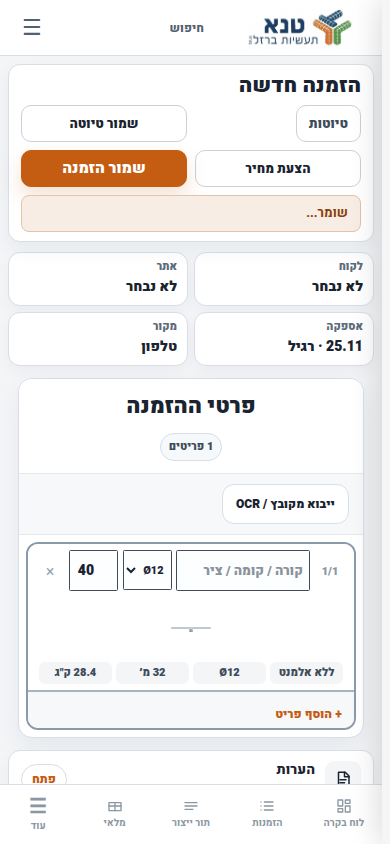 טנא
תעשיות ברזל
חיפוש
הזמנה חדשה
טיוטות
שמור טיוטה
הצעת מחיר
שמור הזמנה
שומר...
לקוח
לא נבחר
אתר
לא נבחר
אספקה
25.11 · רגיל
מקור
טלפון
פרטי ההזמנה
1 פריטים
ייבוא מקובץ / OCR
1/1
קורה / קומה / ציר
Ø12
40
×
ללא אלמנט
Ø12
32 מ׳
28.4 ק"ג
+ הוסף פריט
הערות
פתח
לוח בקרה
הזמנות
תור ייצור
מלאי
עוד